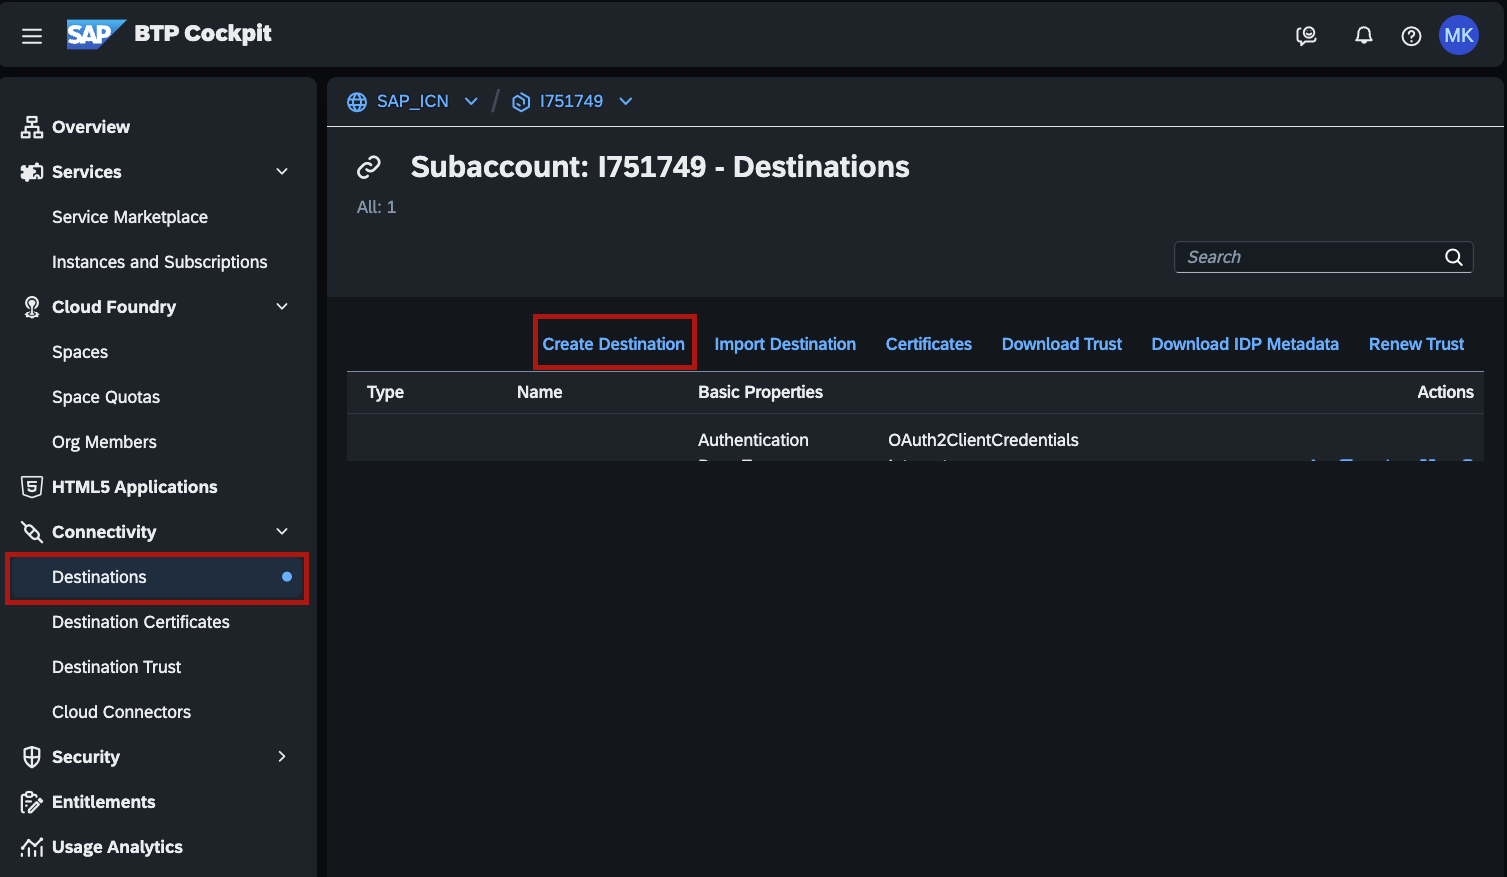 SAP BTP Cockpit
MK
Overview
Services
Service Marketplace
Instances and Subscriptions
Cloud Foundry
Spaces
Space Quotas
Org Members
HTML5 Applications
Connectivity
Destinations
Destination Certificates
Destination Trust
Cloud Connectors
Security
Entitlements
Usage Analytics
SAP_ICN / I751749
Subaccount: I751749 - Destinations
All: 1
Search
Create Destination Import Destination Certificates Download Trust Download IDP Metadata Renew Trust
Type Name Basic Properties Actions
Authentication OAuth2ClientCredentials